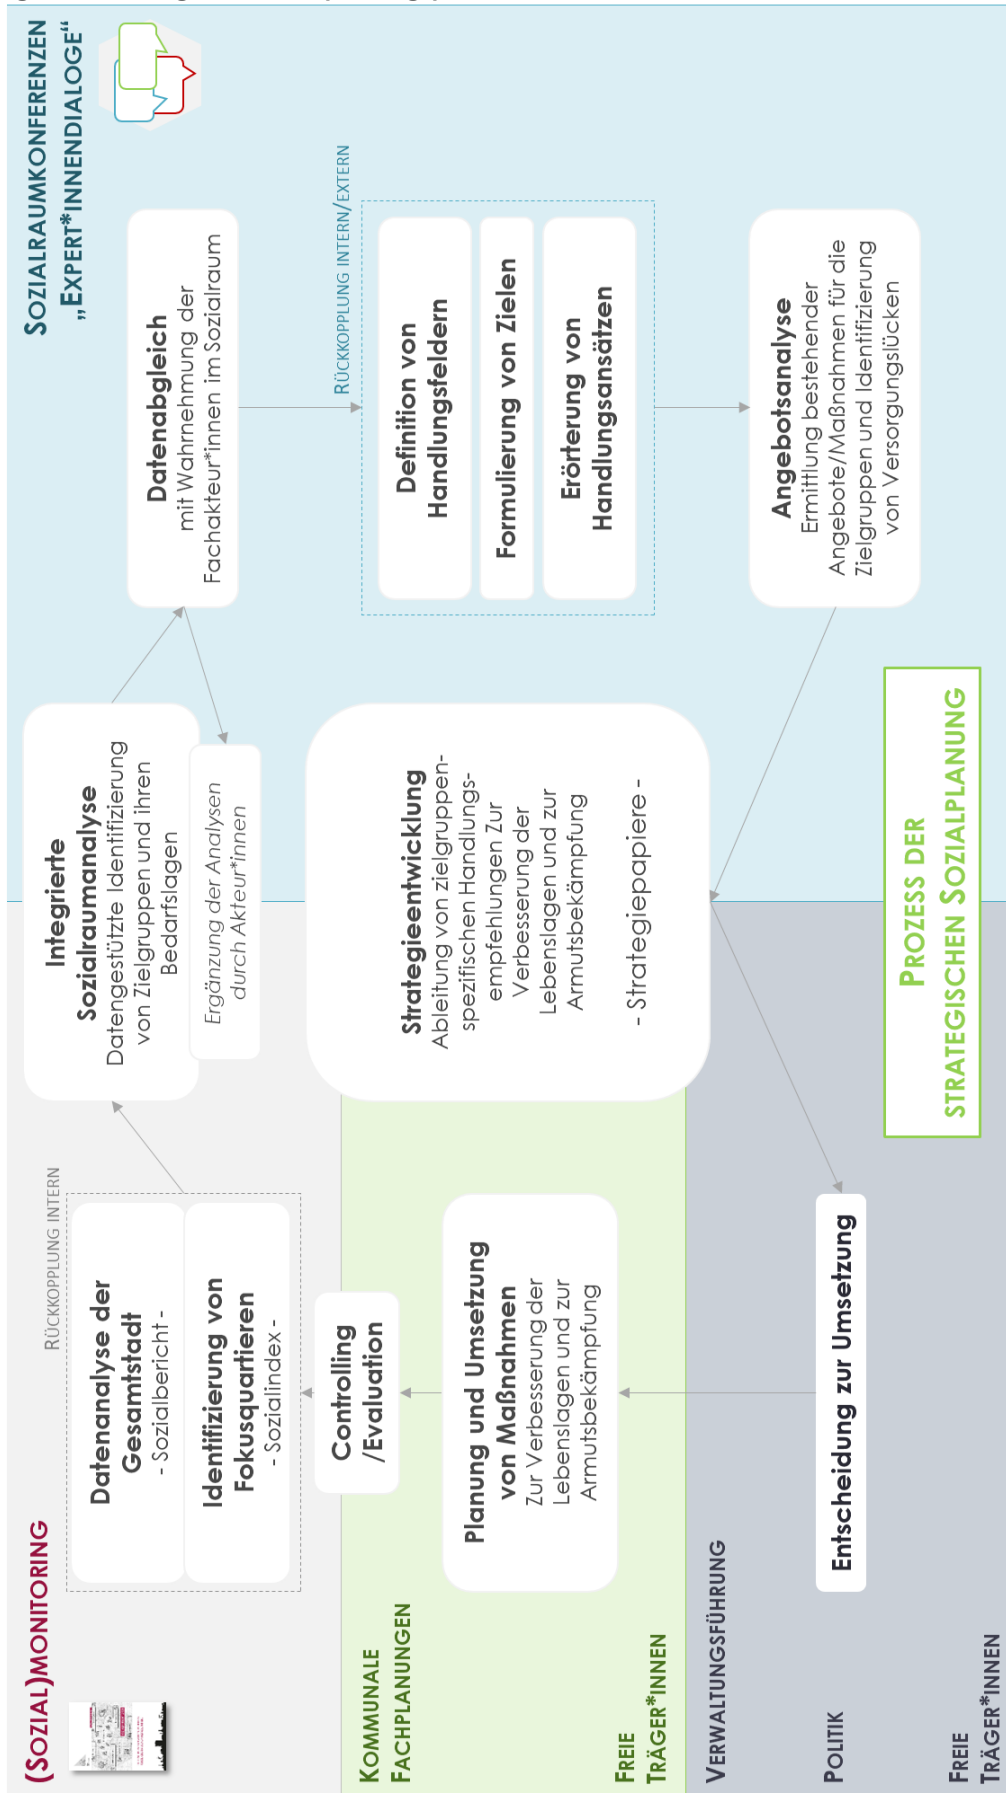 (SOZIAL)MONITORING
RÜCKKOPPLUNG INTERN
Datenanalyse der
Gesamtstadt
- Sozialbericht -
Identifizierung von
Fokusquartieren
- Sozialindex -
Integrierte
Sozialraumanalyse
Datengestützte Identifizierung
von Zielgruppen und ihren
Bedarfslagen
Ergänzung der Analysen
durch Akteur*innen
SOZIALRAUMKONFERENZEN
„EXPERT*INNENDIALOGE“
Datenabgleich
mit Wahrnehmung der
Fachakteur*innen im Sozialraum
RÜCKKOPPLUNG INTERN/EXTERN
Definition von
Handlungsfeldern
Formulierung von Zielen
Erörterung von
Handlungsansätzen
Angebotsanalyse
Ermittlung bestehender
Angebote/Maßnahmen für die
Zielgruppen und Identifizierung
von Versorgungslücken
Strategieentwicklung
Ableitung von zielgruppen-
spezifischen Handlungs-
empfehlungen Zur
Verbesserung der
Lebenslagen und zur
Armutsbekämpfung
- Strategiepapiere -
Controlling
/Evaluation
KOMMUNALE
FACHPLANUNGEN
Planung und Umsetzung
von Maßnahmen
Zur Verbesserung der
Lebenslagen und zur
Armutsbekämpfung
FREIE
TRÄGER*INNEN
VERWALTUNGSFÜHRUNG
POLITIK
Entscheidung zur Umsetzung
FREIE
TRÄGER*INNEN
PROZESS DER
STRATEGISCHEN SOZIALPLANUNG